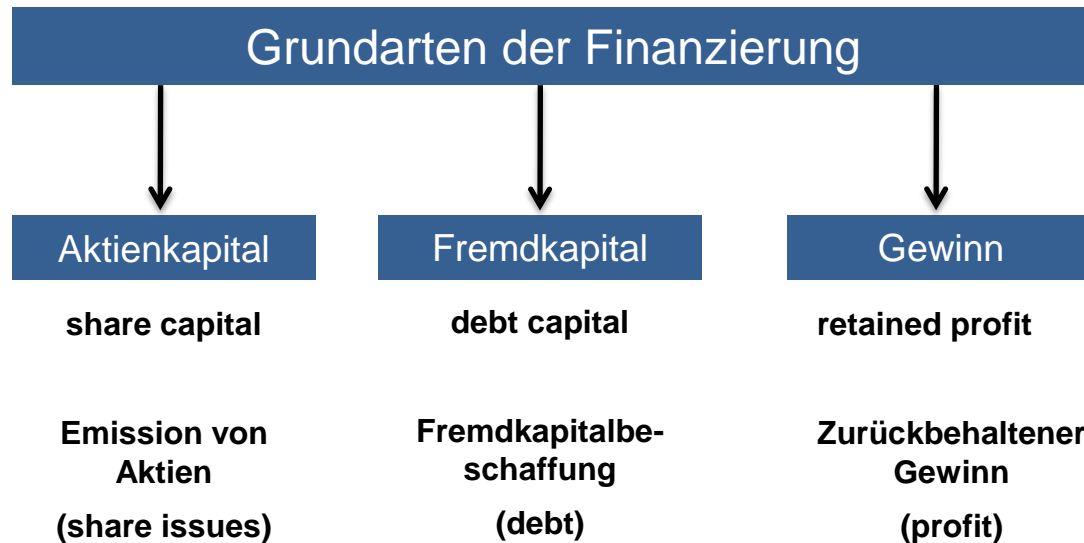 Grundarten der Finanzierung
Aktienkapital
share capital
Emission von
Aktien
(share issues)
Fremdkapital
debt capital
Fremdkapitalbe-
schaffung
(debt)
Gewinn
retained profit
Zurückbehaltener
Gewinn
(profit)